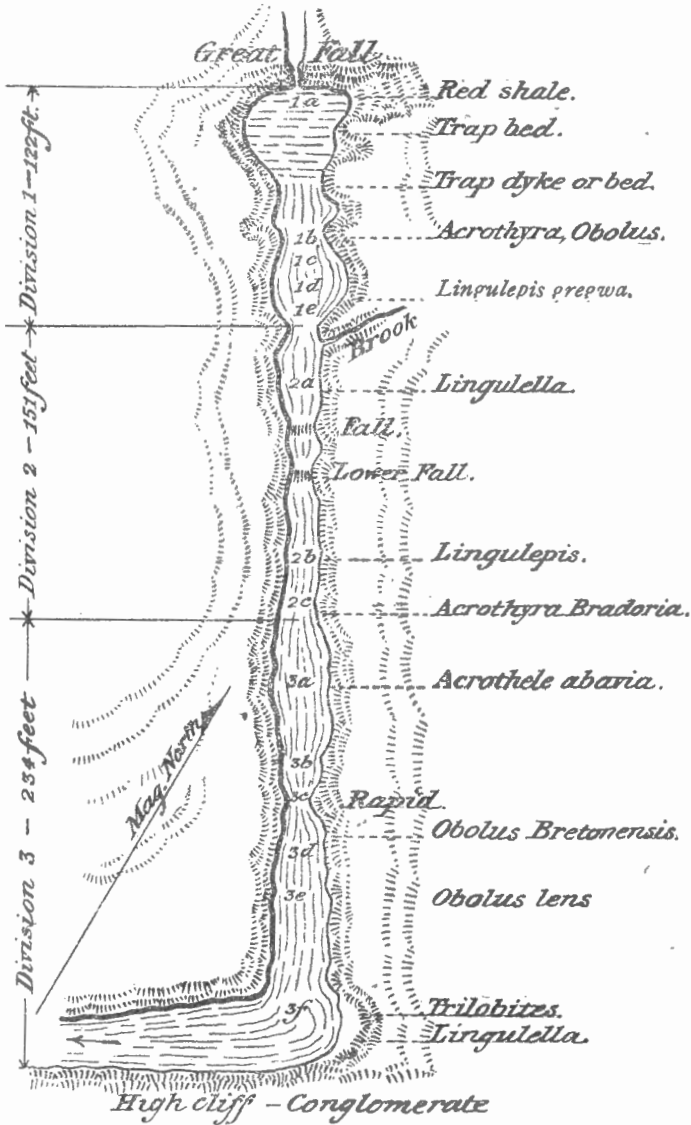 Great Fall
1a
Red shale.
Trap bed.
Trap dyke or bed.
1b
Acrothyra, Obolus.
1c
1d
1e
Lingulepis gregwa.
Brook
Division 1 - 122 ft.
2a
Lingulella.
Fall.
Lower Fall.
2b
Lingulepis.
2c
Acrothyra Bradoria.
Division 2 - 151 feet
3a
Acrothele abavia.
Mag. North
3b
3c
Rapid.
Obolus Bretonensis.
3d
3e
Obolus lens
Division 3 - 234 feet
3f
Trilobites.
Lingulella.
High cliff - Conglomerate